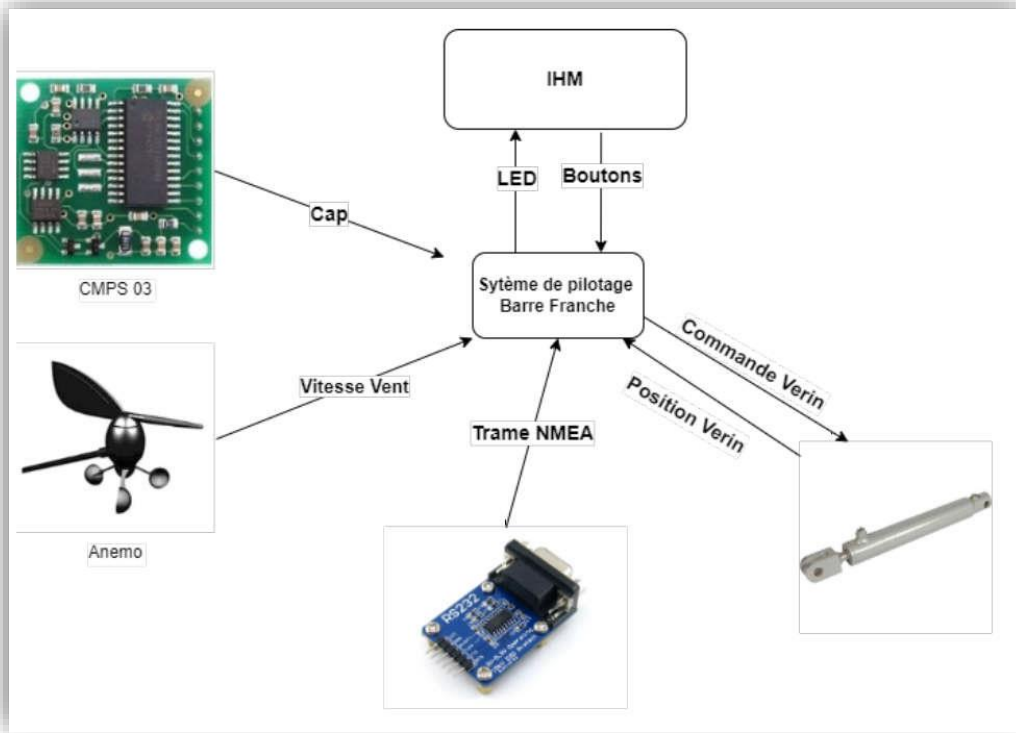 IHM
LED
Boutons
Cap
CMPS 03
Sytème de pilotage
Barre Franche
Commande Verin
Position Verin
Vitesse Vent
Trame NMEA
Anemo
RS232